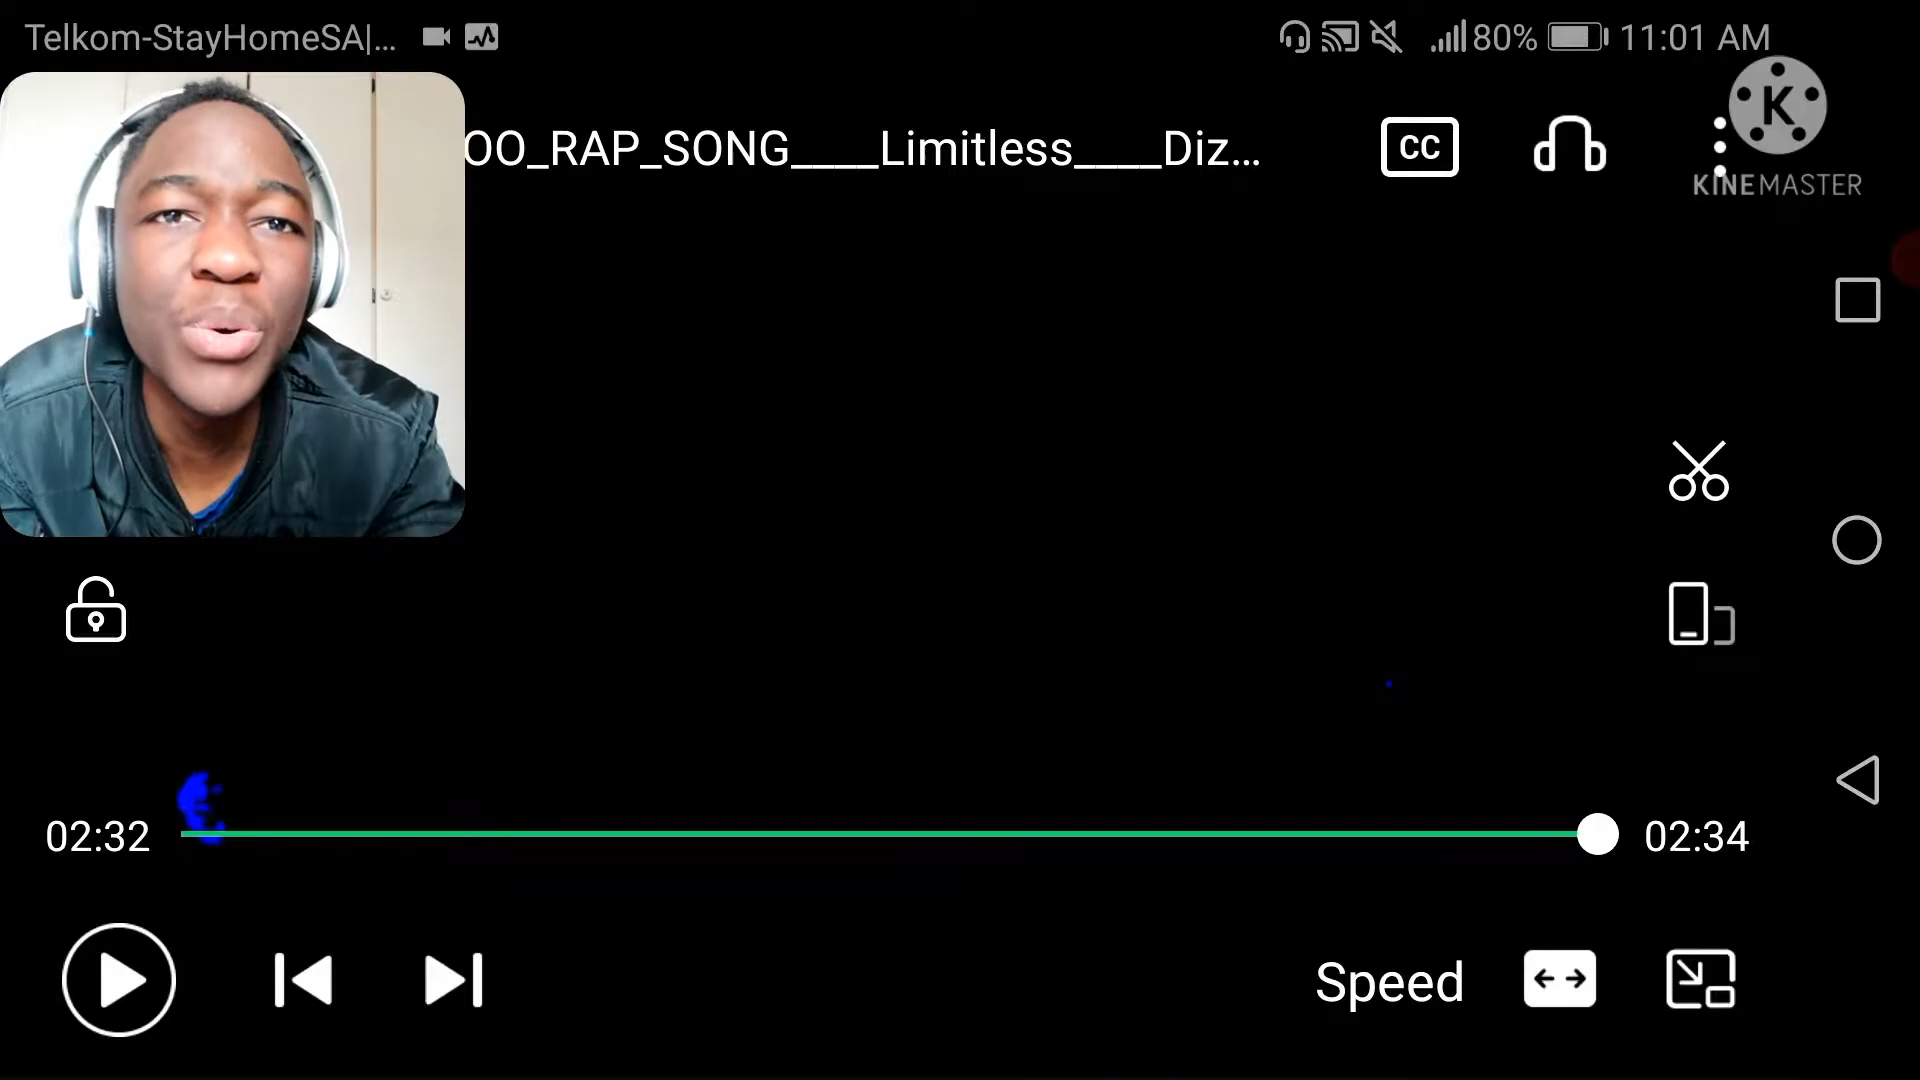 Telkom-StayHomeSA|... 80% 11:01 AM
OO_RAP_SONG____Limitless____Diz...
CC
K
KINEMASTER
02:32
02:34
Speed